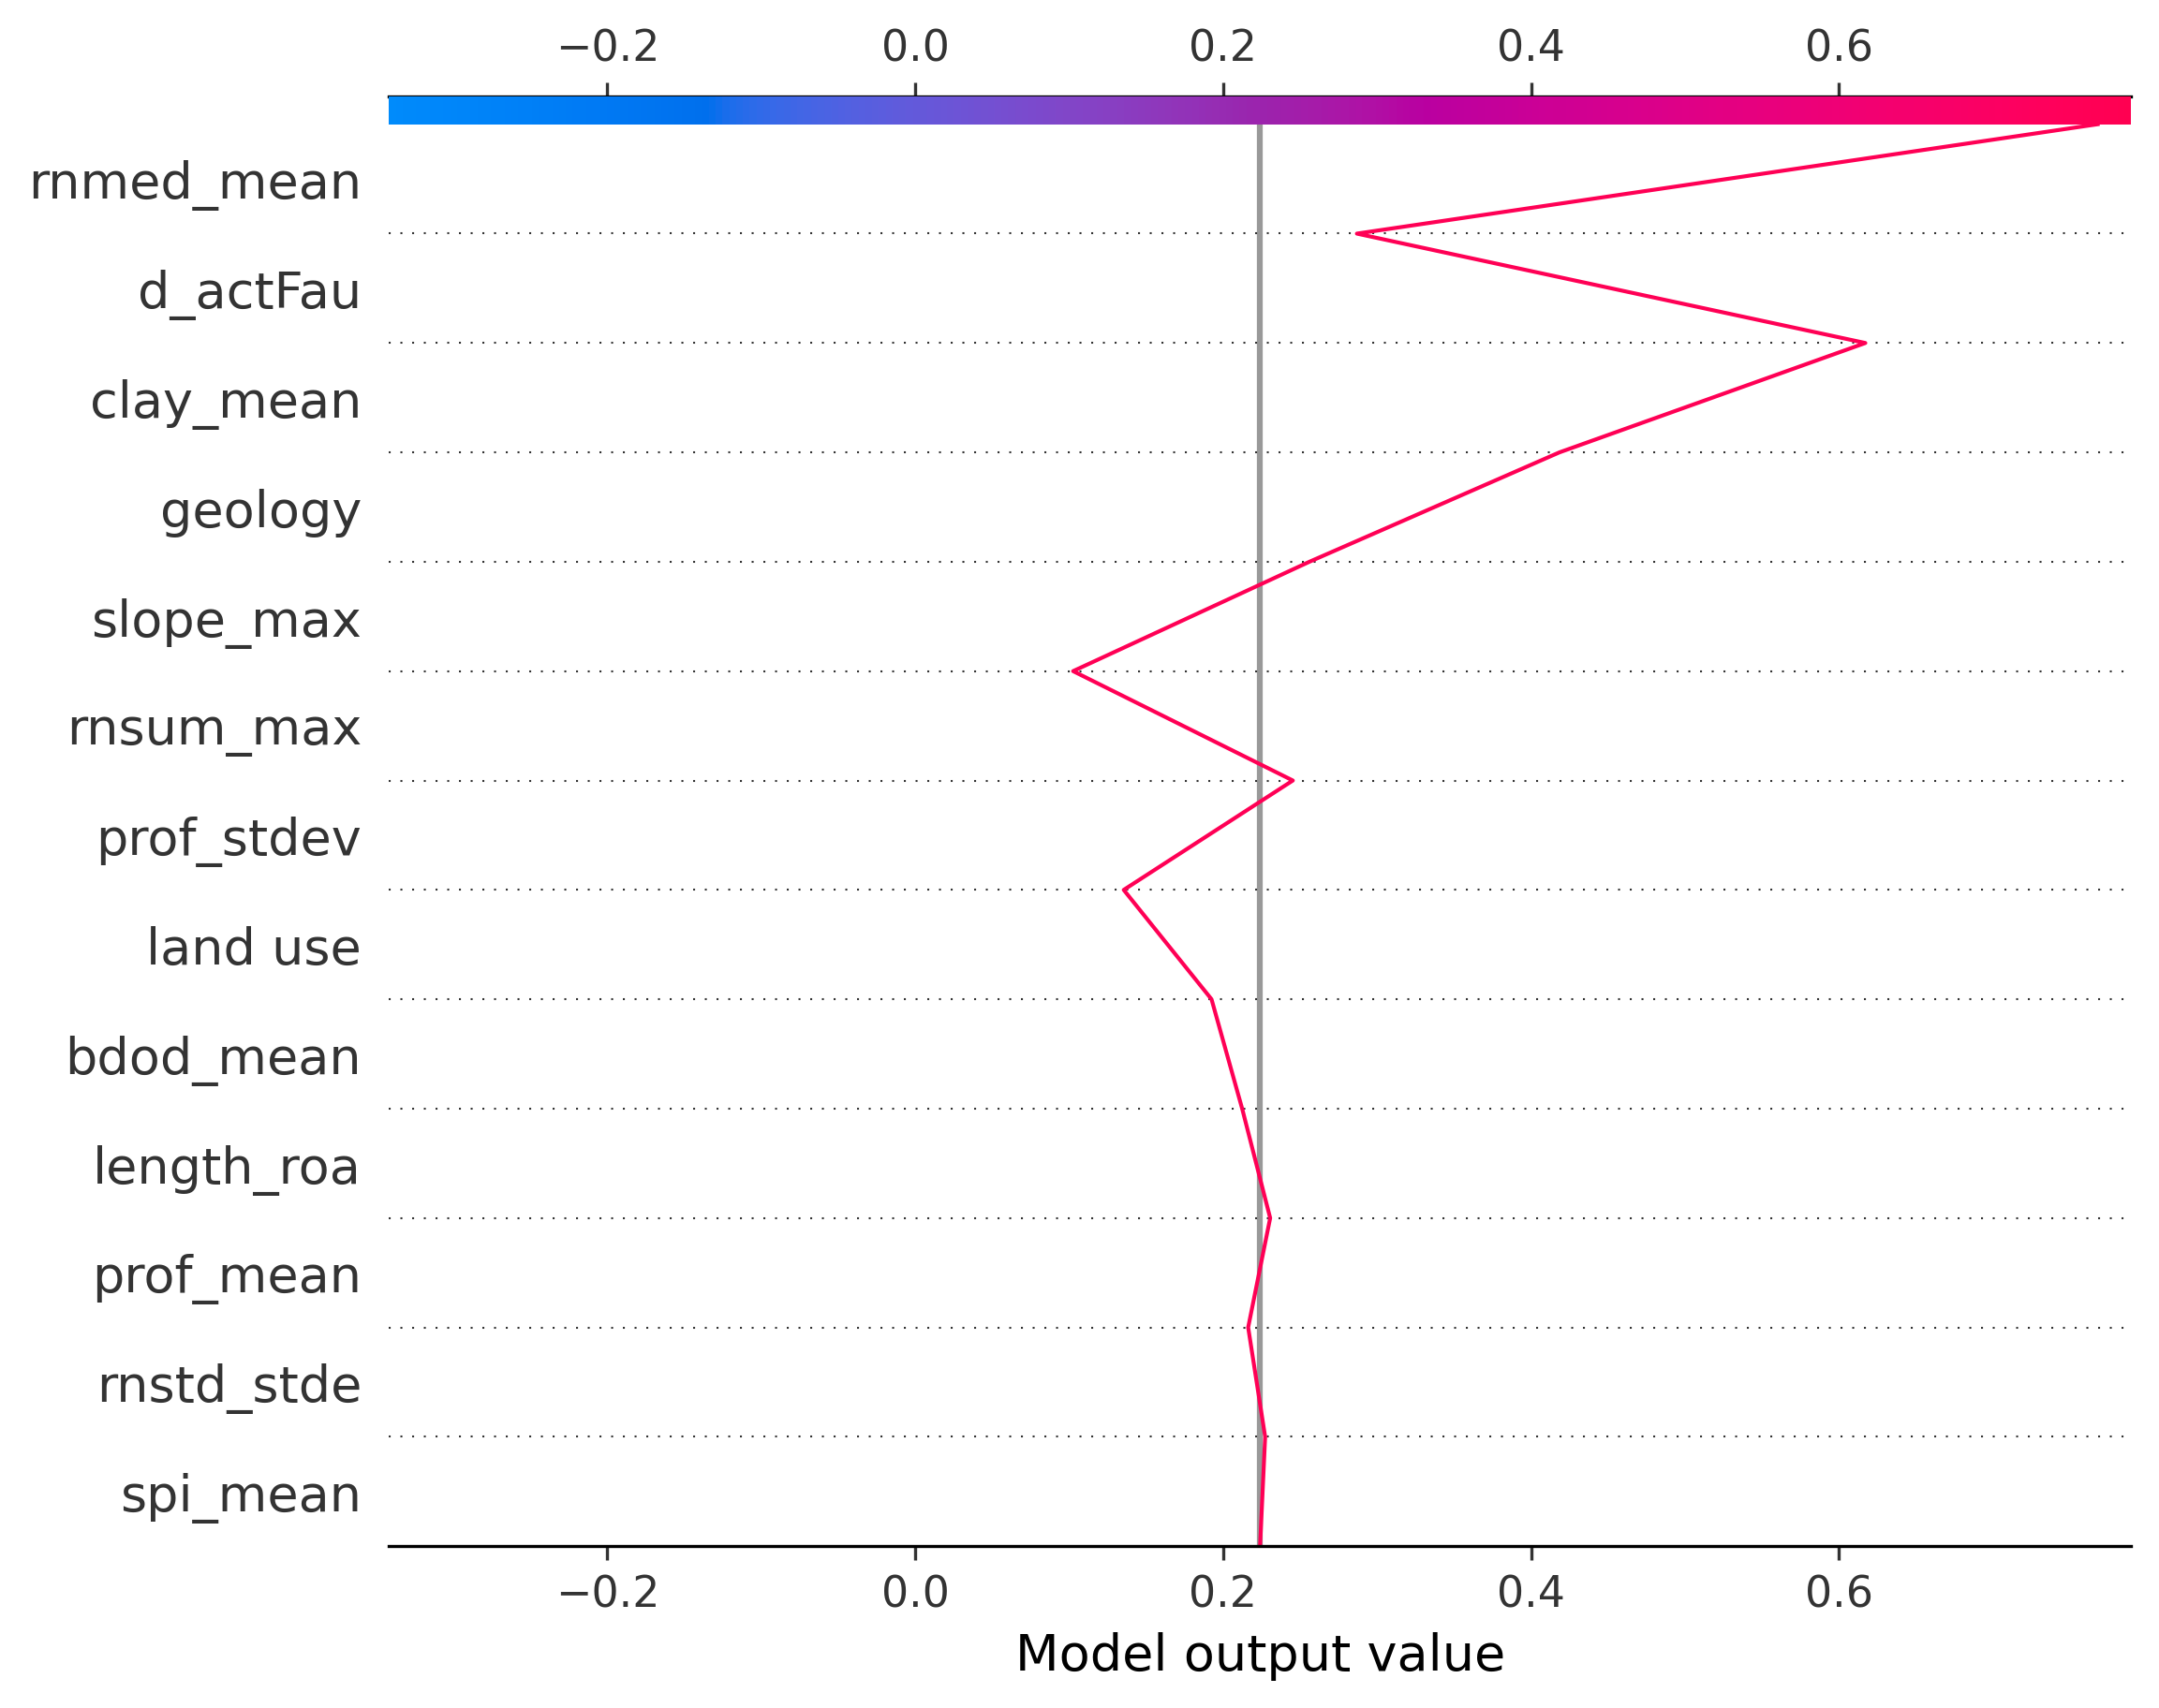 −0.2 0.0 0.2 0.4 0.6
rnmed_mean
d_actFau
clay_mean
geology
slope_max
rnsum_max
prof_stdev
land use
bdod_mean
length_roa
prof_mean
rnstd_stde
spi_mean
−0.2 0.0 0.2 0.4 0.6
Model output value